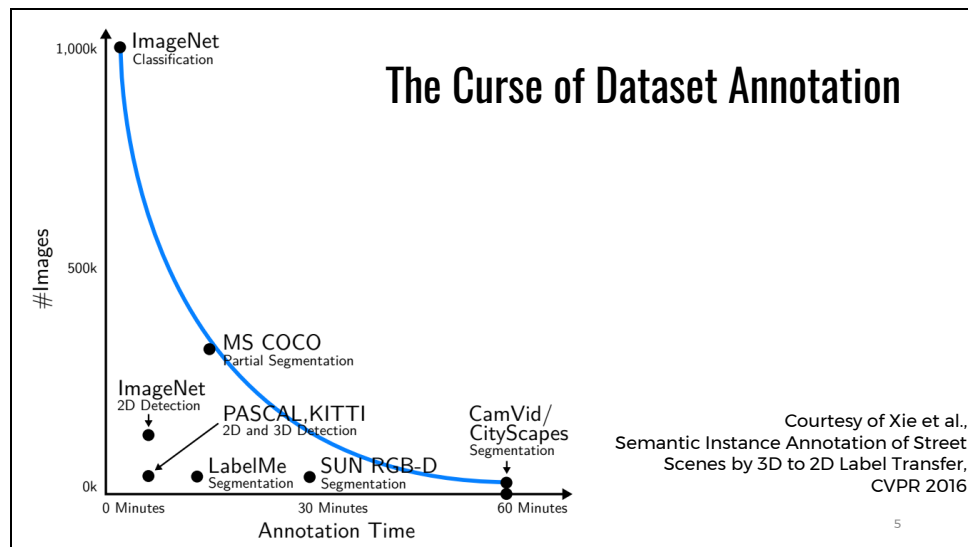 The Curse of Dataset Annotation
1,000k
500k
0k
#Images
ImageNet
Classification
MS COCO
Partial Segmentation
ImageNet
2D Detection
PASCAL,KITTI
2D and 3D Detection
LabelMe
Segmentation
SUN RGB-D
Segmentation
CamVid/
CityScapes
Segmentation
0 Minutes
30 Minutes
60 Minutes
Annotation Time
Courtesy of Xie et al.,
Semantic Instance Annotation of Street
Scenes by 3D to 2D Label Transfer,
CVPR 2016
5